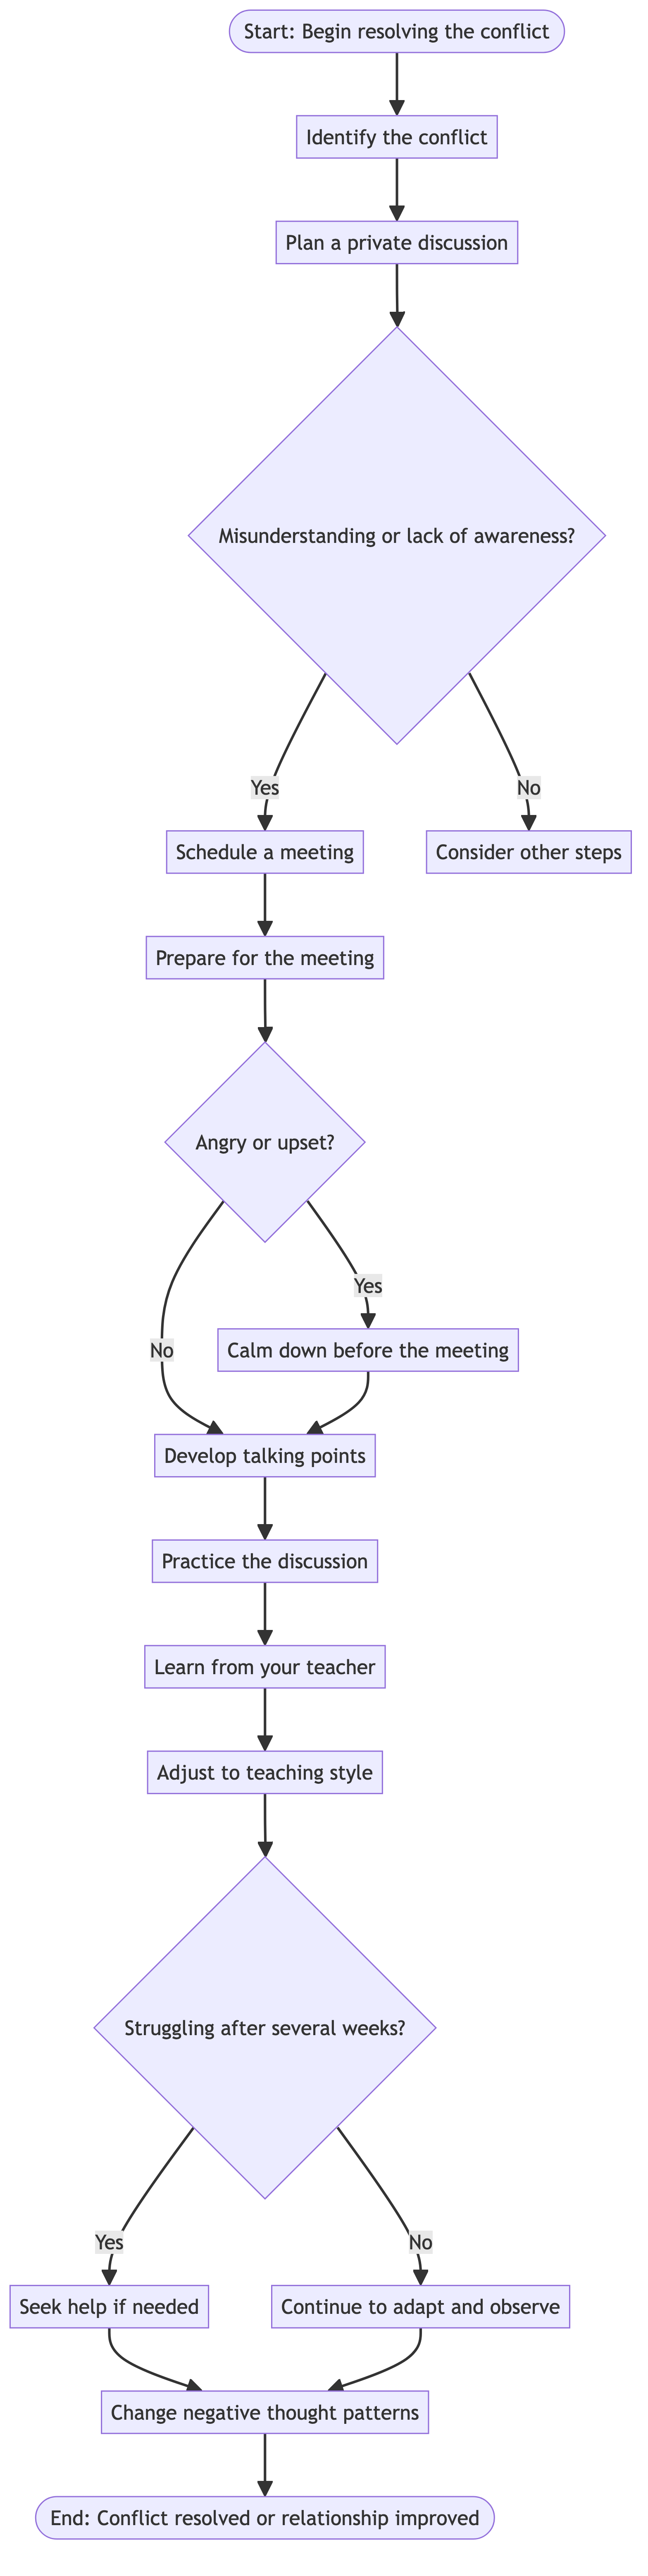 Start: Begin resolving the conflict
Identify the conflict
Plan a private discussion
Misunderstanding or lack of awareness?
Yes
No
Schedule a meeting
Consider other steps
Prepare for the meeting
Angry or upset?
Yes
No
Calm down before the meeting
Develop talking points
Practice the discussion
Learn from your teacher
Adjust to teaching style
Struggling after several weeks?
Yes
No
Seek help if needed
Continue to adapt and observe
Change negative thought patterns
End: Conflict resolved or relationship improved